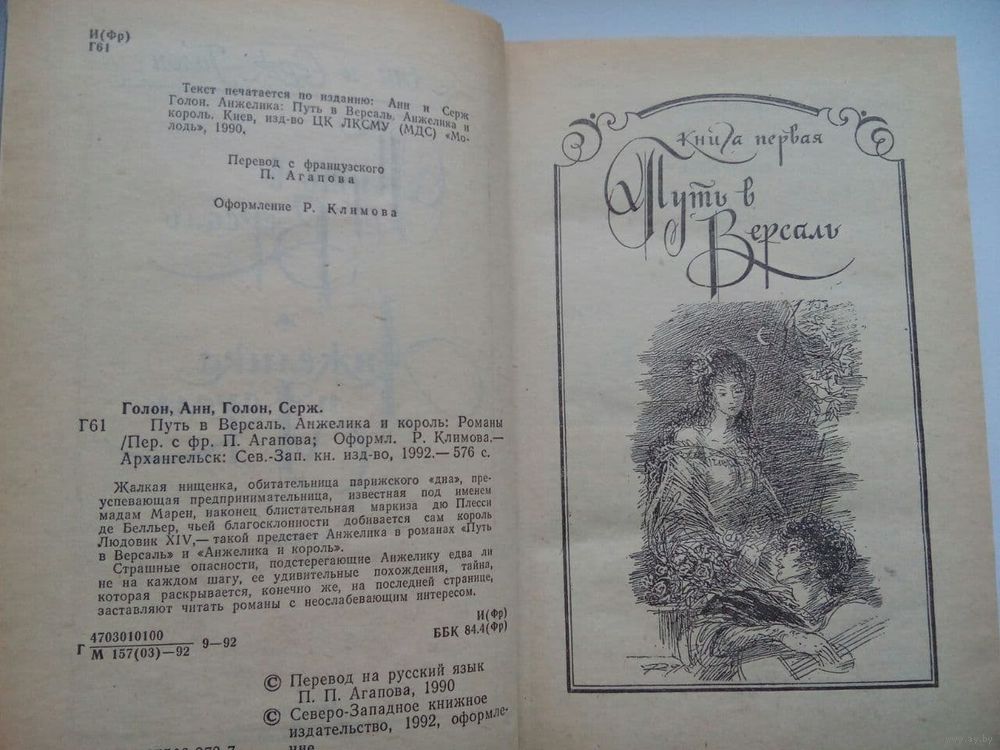 И(Фр)
Г61
Текст печатается по изданию: Анн и Серж
Голон. Анжелика: Путь в Версаль. Анжелика и
король. Киев, изд-во ЦК ЛКСМУ (МДС) «Мо-
лодь», 1990.
Перевод с французского
П. Агапова
Оформление Р. Климова
Голон, Анн, Голон, Серж.
Г61 Путь в Версаль. Анжелика и король: Романы
/Пер. с фр. П. Агапова; Оформл. Р. Климова.—
Архангельск: Сев.-Зап. кн. изд-во, 1992.— 576 с.
Жалкая нищенка, обитательница парижского «дна», пре-
успевающая предпринимательница, известная под именем
мадам Марен, наконец блистательная маркиза дю Плесси
де Белльер, чьей благосклонности добивается сам король
Людовик XIV,— такой предстает Анжелика в романах «Путь
в Версаль» и «Анжелика и король».
Страшные опасности, подстерегающие Анжелику едва ли
не на каждом шагу, ее удивительные похождения, тайна,
которая раскрывается, конечно же, на последней странице,
заставляют читать романы с неослабевающим интересом.
Г 4703010100
М 157(03)—92 9—92
И(Фр)
ББК 84.4(Фр)
© Перевод на русский язык
П. П. Агапова, 1990
© Северо-Западное книжное
издательство, 1992, оформле-
ние
книга первая
Путь в
Версаль
www.ay.by